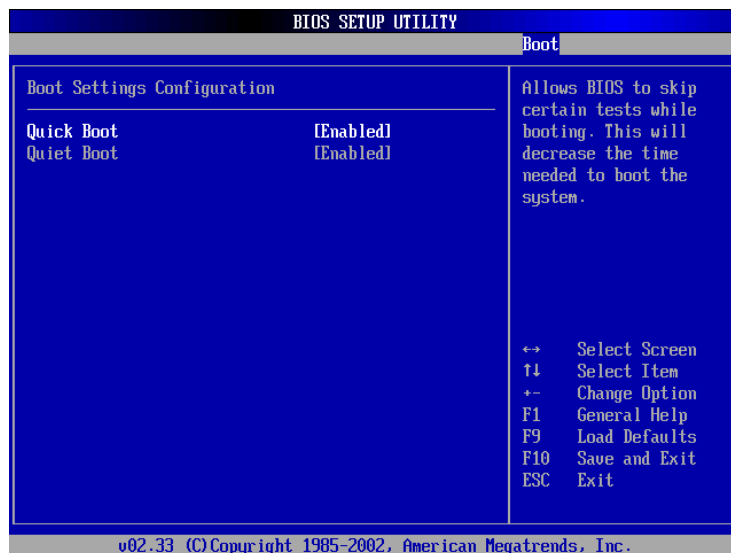 BIOS SETUP UTILITY
Boot
Boot Settings Configuration
Quick Boot [Enabled]
Quiet Boot [Enabled]
Allows BIOS to skip
certain tests while
booting. This will
decrease the time
needed to boot the
system.
↔ Select Screen
↑↓ Select Item
+- Change Option
F1 General Help
F9 Load Defaults
F10 Save and Exit
ESC Exit
v02.33 (C)Copyright 1985-2002, American Megatrends, Inc.